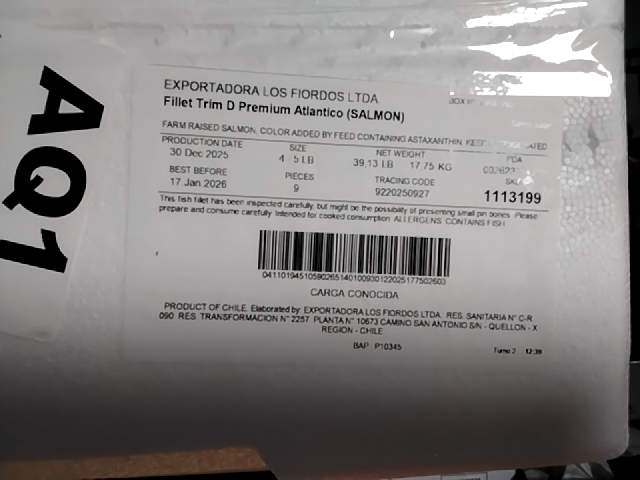 AQ1
EXPORTADORA LOS FIORDOS LTDA
Fillet Trim D Premium Atlantico (SALMON)
FARM RAISED SALMON, COLOR ADDED BY FEED CONTAINING ASTAXANTHIN.
PRODUCTION DATE SIZE NET WEIGHT FDA
30 Dec 2025 LB 39.13 LB 17.75 KG
BEST BEFORE PIECES TRACING CODE SKU
17 Jan 2026 9 9220250927 1113199
This fish fillet has been inspected carefully, but might be the possibility of presenting small pin bones. Please
prepare and consume carefully. Intended for cooked consumption. ALLERGENS: CONTAINS FISH
CARGA CONOCIDA
PRODUCT OF CHILE. Elaborated by: EXPORTADORA LOS FIORDOS LTDA. RES. SANITARIA N° C-R
090 RES. TRANSFORMACION N° 2257 PLANTA N° 10673 CAMINO SAN ANTONIO S/N - QUELLON - X
REGION - CHILE
BAP: P10345
Turno 2 12:39